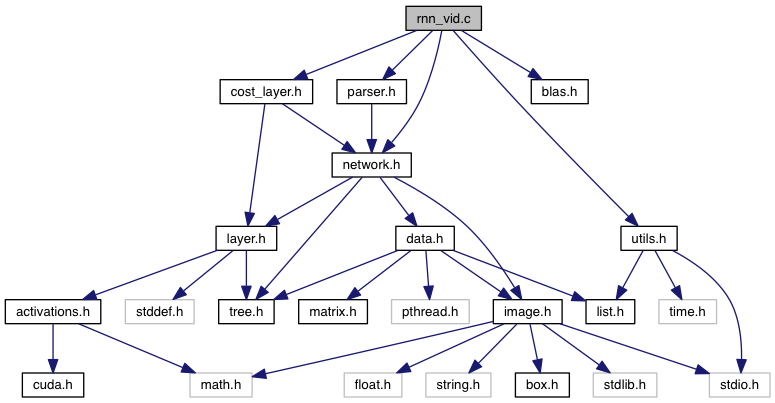 rnn_vid.c
cost_layer.h
parser.h
blas.h
network.h
layer.h
data.h
utils.h
activations.h
stddef.h
tree.h
matrix.h
pthread.h
image.h
list.h
time.h
cuda.h
math.h
float.h
string.h
box.h
stdlib.h
stdio.h